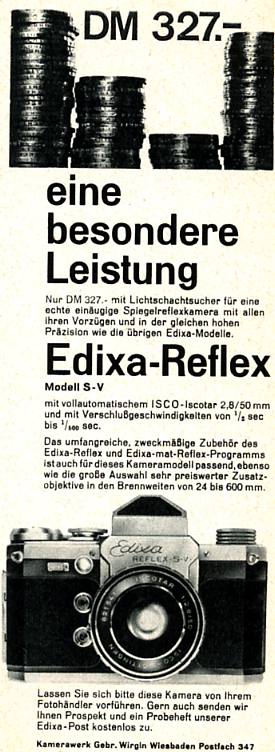 DM 327.-
eine
besondere
Leistung
Nur DM 327.- mit Lichtschachtsucher für eine
echte einäugige Spiegelreflexkamera mit allen
ihren Vorzügen und in der gleichen hohen
Präzision wie die übrigen Edixa-Modelle.
Edixa-Reflex
Modell S-V
mit vollautomatischem ISCO-Iscotar 2,8/50 mm
und mit Verschlußgeschwindigkeiten von ¹/₂ sec
bis ¹/₅₀₀ sec.
Das umfangreiche, zweckmäßige Zubehör des
Edixa-Reflex und Edixa-mat-Reflex-Programms
ist auch für dieses Kameramodell passend, ebenso
wie die große Auswahl sehr preiswerter Zusatz-
objektive in den Brennweiten von 24 bis 600 mm.
Edixa
REFLEX-S-V
ISCOTAR
Lassen Sie sich bitte diese Kamera von Ihrem
Fotohändler vorführen. Gern auch senden wir
Ihnen Prospekt und ein Probeheft unserer
Edixa-Post kostenlos zu.
Kamerawerk Gebr. Wirgin Wiesbaden Postfach 347